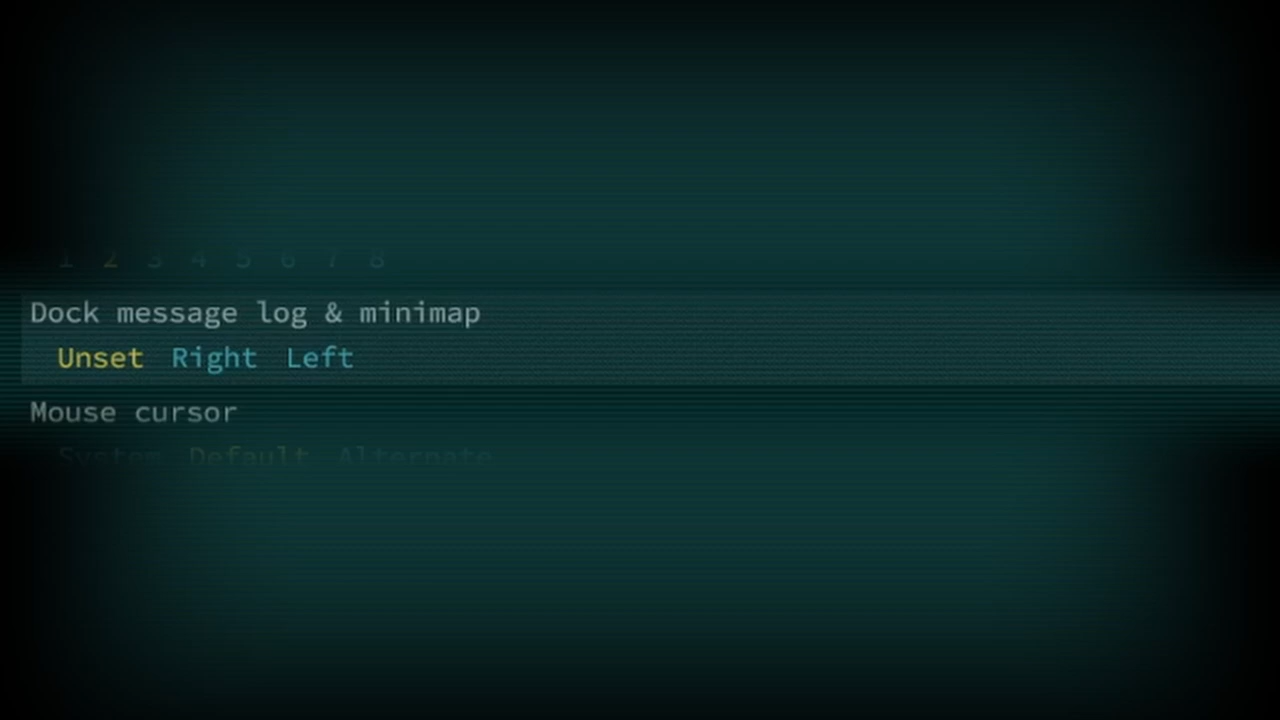 1 2 3 4 5 6 7 8
Dock message log & minimap
Unset Right Left
Mouse cursor
System Default Alternate